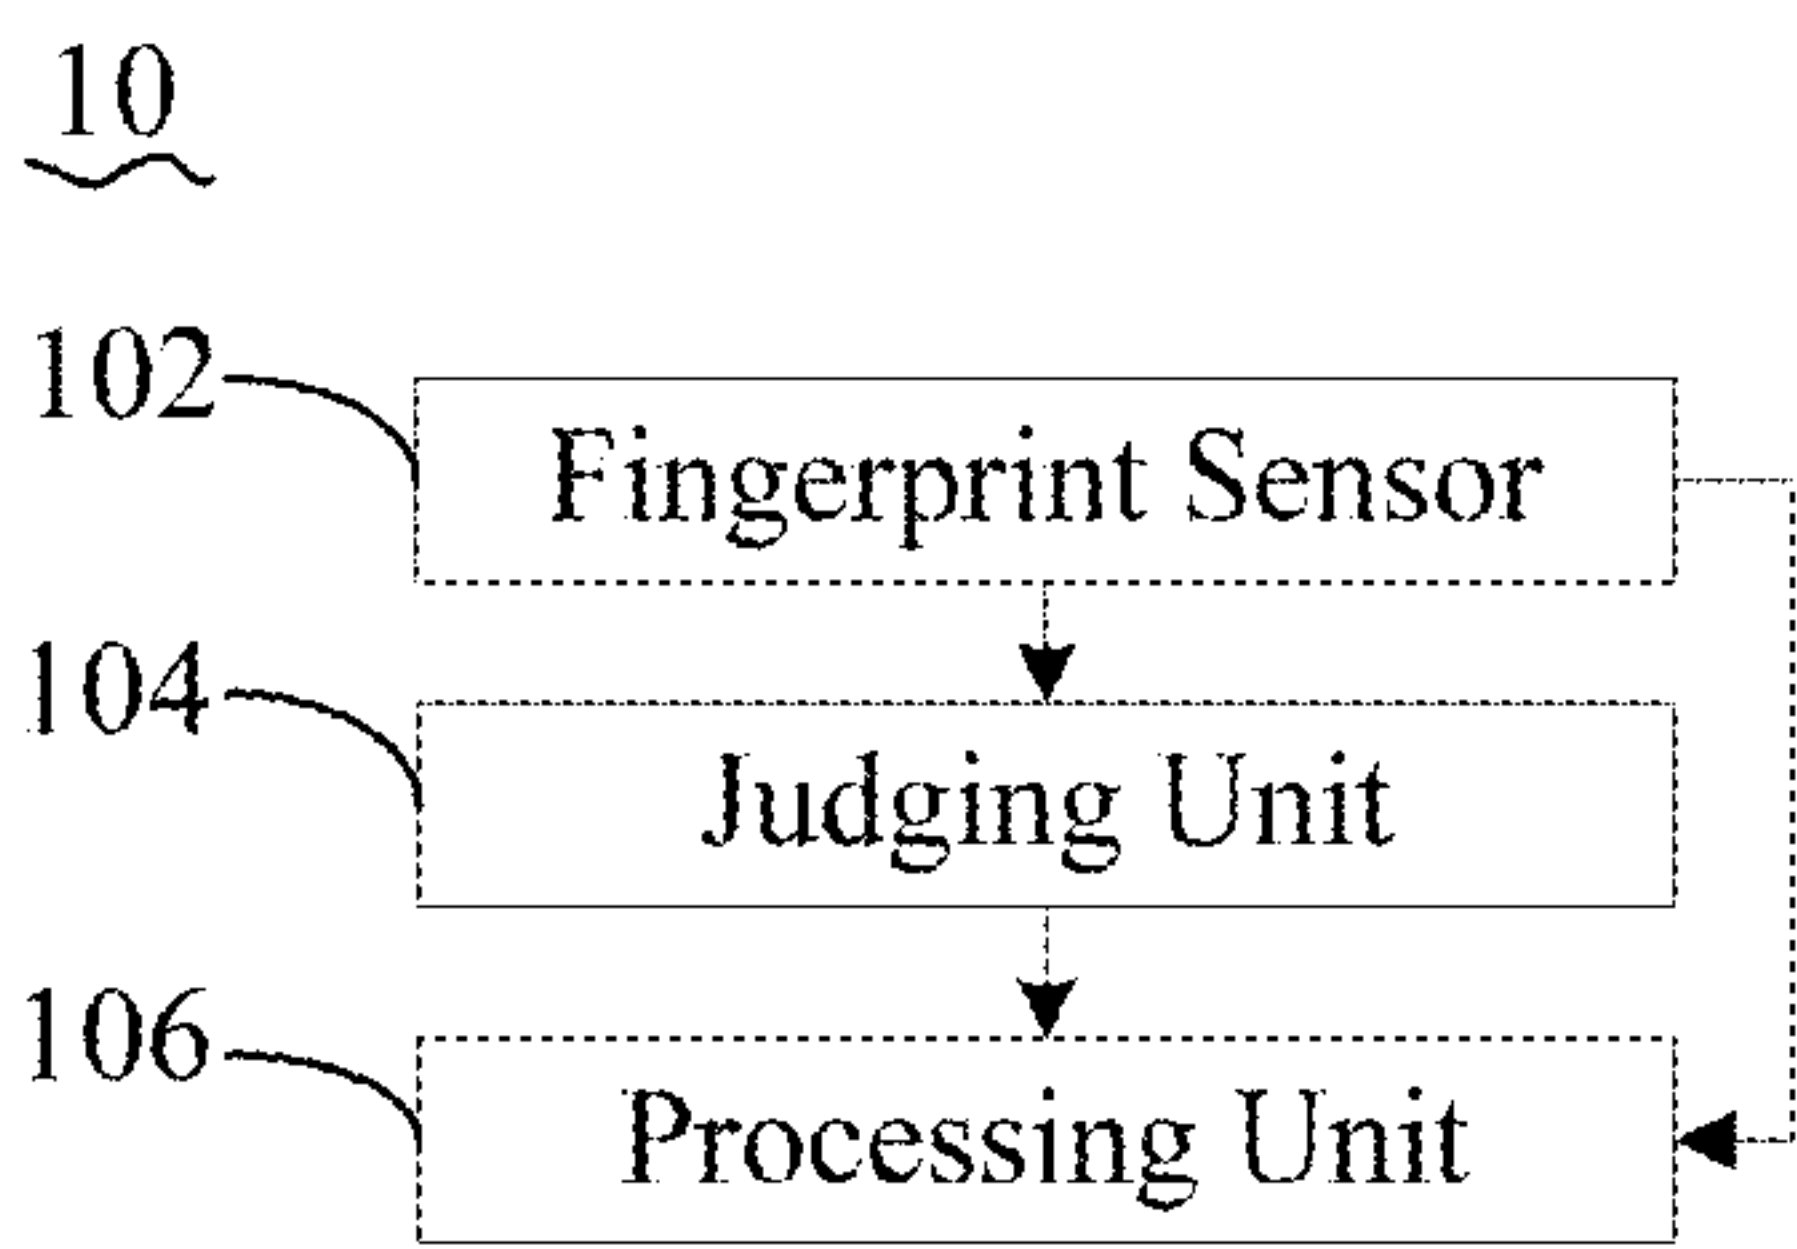 10
102
Fingerprint Sensor
104
Judging Unit
106
Processing Unit